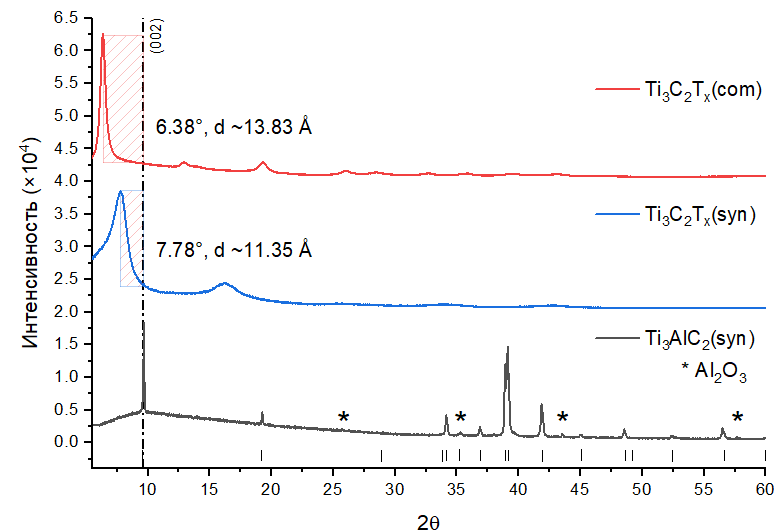 6.5
6.0
5.5
5.0
4.5
4.0
3.5
3.0
2.5
2.0
1.5
1.0
0.5
0.0
Интенсивность (×10⁴)
(002)
Ti₃C₂Tₓ(com)
6.38°, d ~13.83 Å
Ti₃C₂Tₓ(syn)
7.78°, d ~11.35 Å
Ti₃AlC₂(syn)
* Al₂O₃
* * * *
10 15 20 25 30 35 40 45 50 55 60
2θ